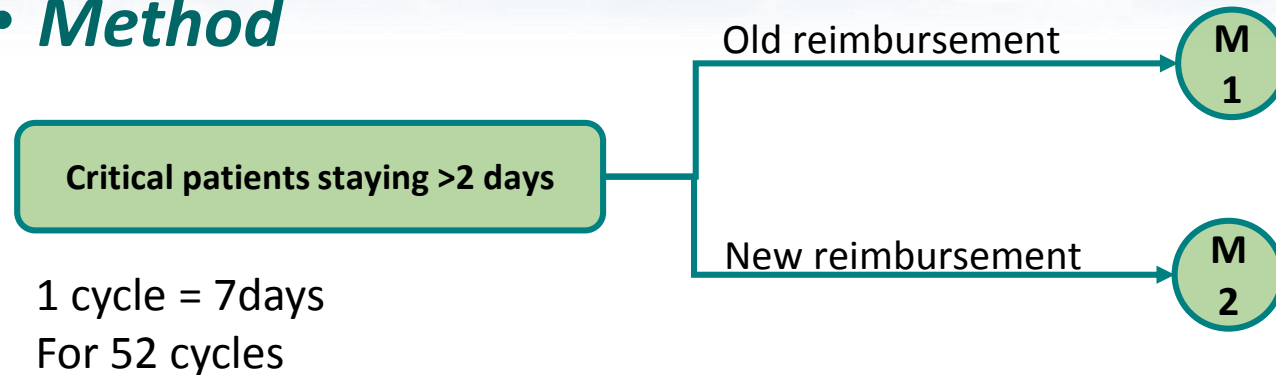 • Method
Old reimbursement
M
1
Critical patients staying >2 days
New reimbursement
M
2
1 cycle = 7days
For 52 cycles